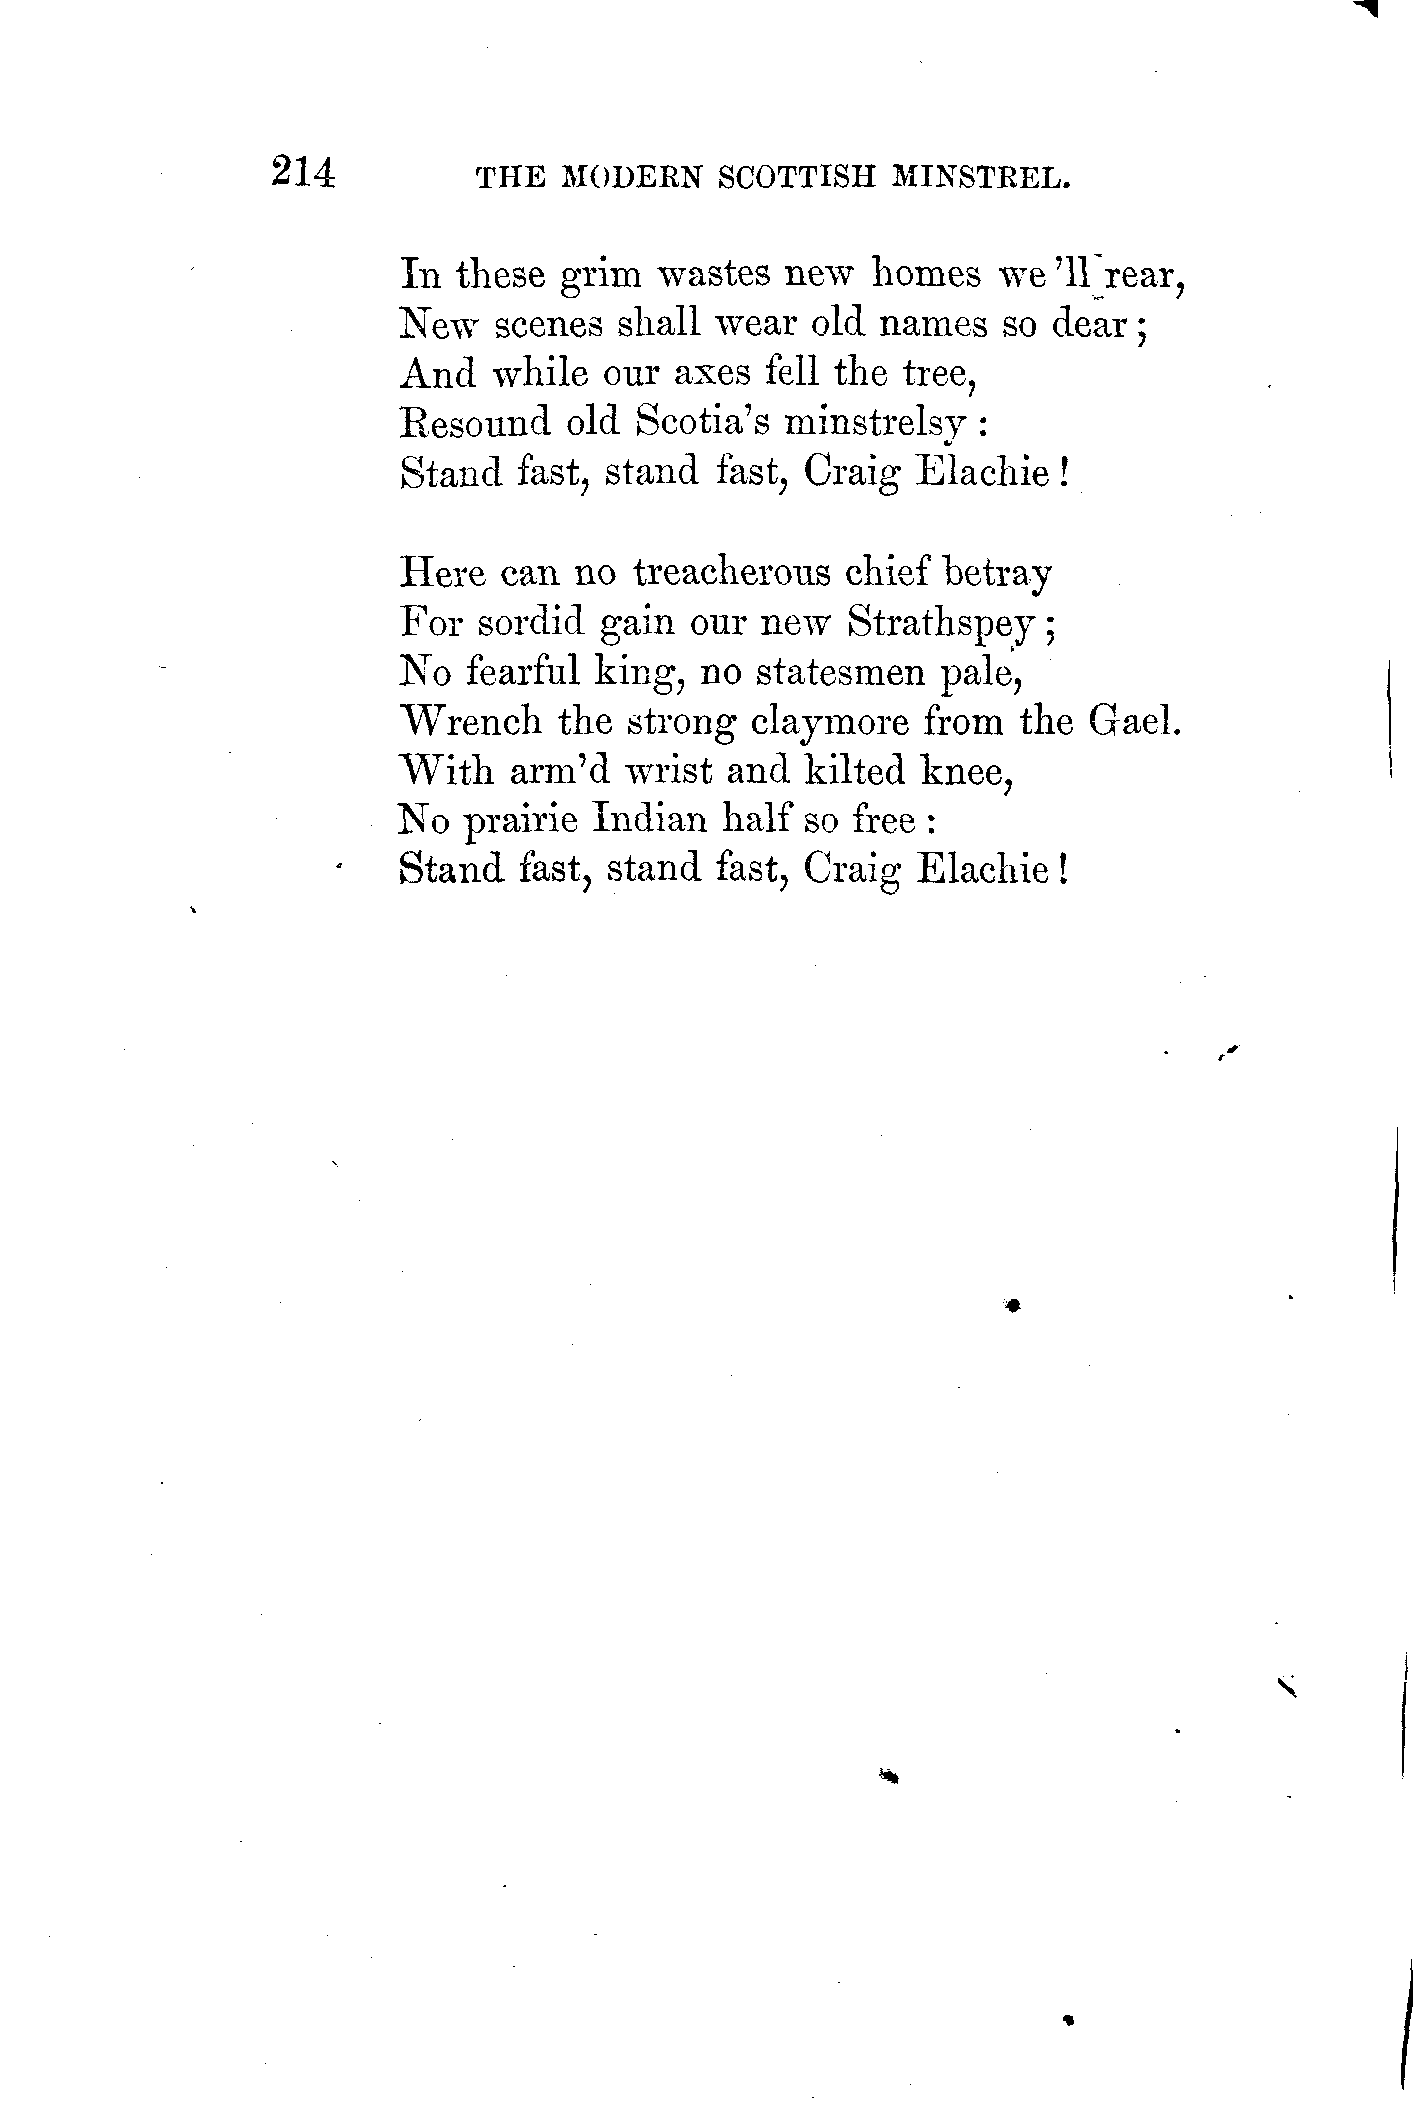 214 THE MODERN SCOTTISH MINSTREL.
In these grim wastes new homes we 'll rear,
New scenes shall wear old names so dear ;
And while our axes fell the tree,
Resound old Scotia's minstrelsy :
Stand fast, stand fast, Craig Elachie !
Here can no treacherous chief betray
For sordid gain our new Strathspey ;
No fearful king, no statesmen pale,
Wrench the strong claymore from the Gael.
With arm'd wrist and kilted knee,
No prairie Indian half so free :
Stand fast, stand fast, Craig Elachie !